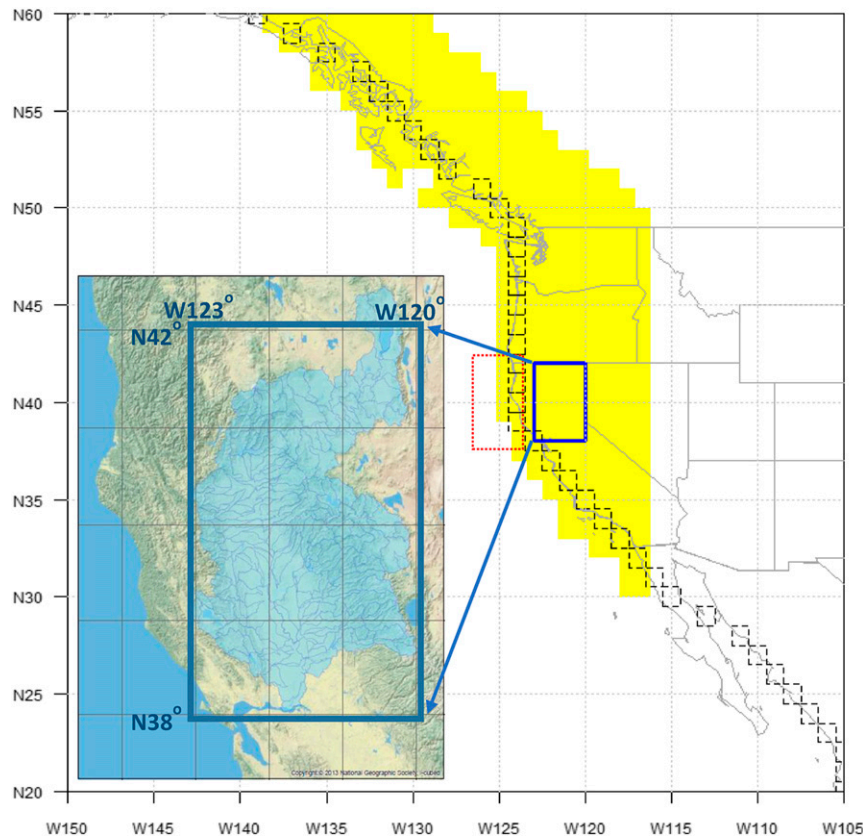 N60
N55
N50
N45
N40
N35
N30
N25
N20
W123°
W120°
N42°
N38°
Copyright © 2013 National Geographic Society, i-cubed
W150
W145
W140
W135
W130
W125
W120
W115
W110
W105